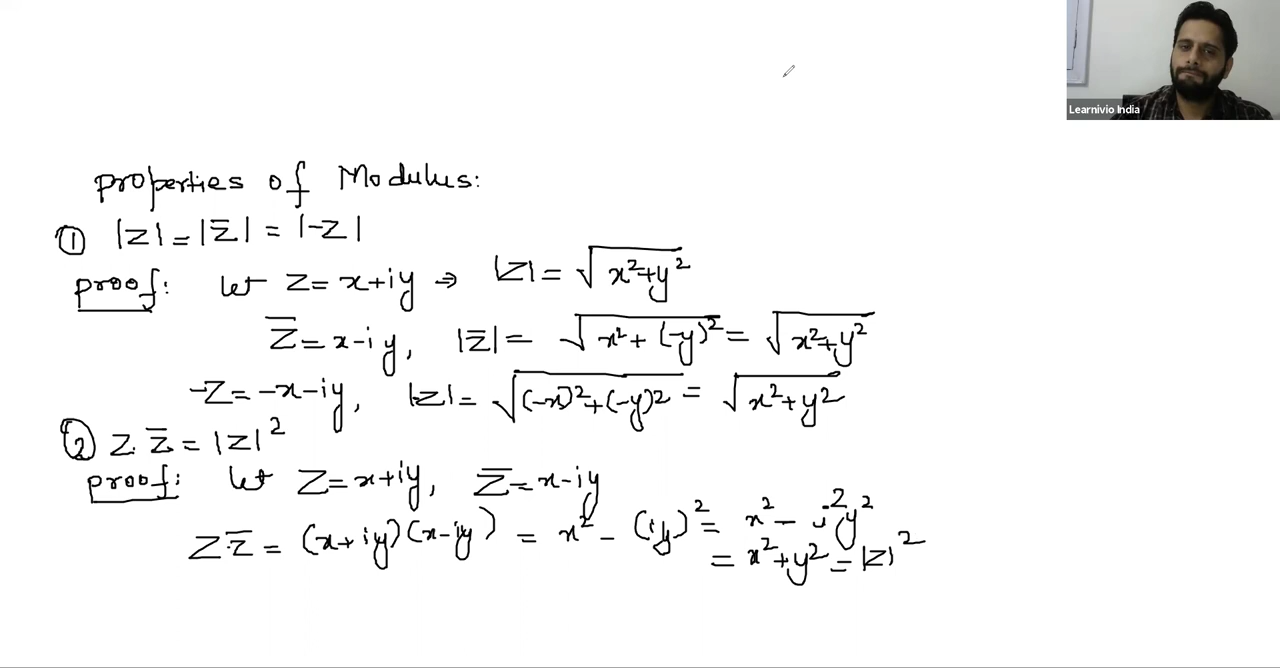 Learnivio India
Properties of Modulus:
① |z| = |z̅| = |-z|
Proof: let z = x+iy ⇒ |z| = √(x²+y²)
z̅ = x-iy, |z̅| = √(x²+(-y)²) = √(x²+y²)
-z = -x-iy, |-z| = √((-x)²+(-y)²) = √(x²+y²)
② z.z̅ = |z|²
Proof: let z = x+iy, z̅ = x-iy
z.z̅ = (x+iy)(x-iy) = x² - (iy)² = x² - i²y²
= x²+y² = |z|²